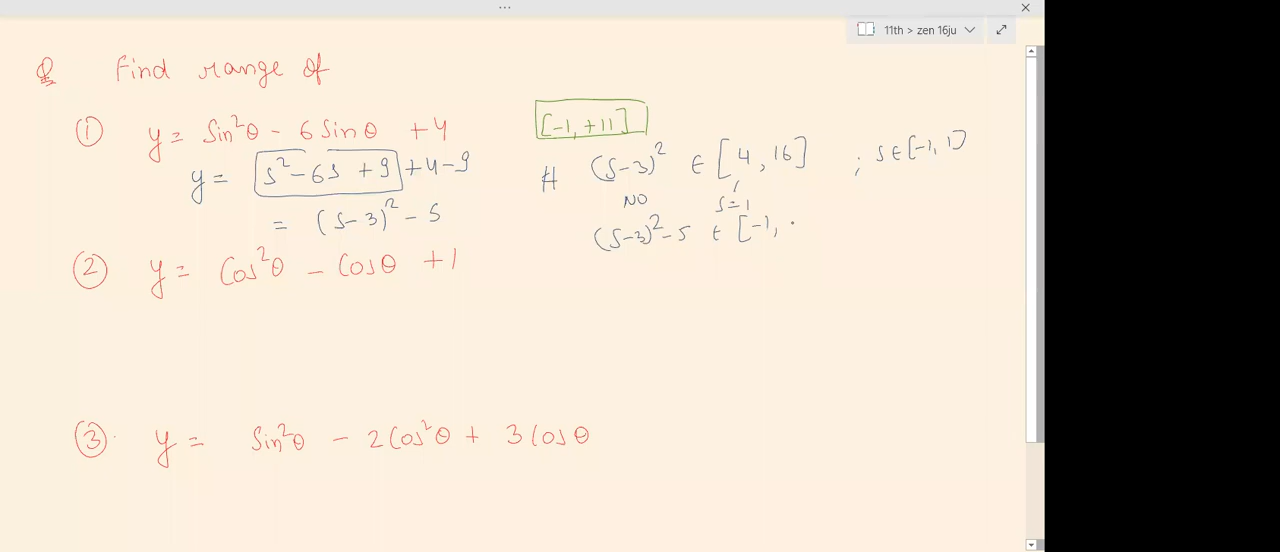 11th > zen 16ju
Q Find range of
① y = Sin²θ - 6 Sinθ + 4
[-1, +11]
y = s² - 6s + 9 + 4 - 9
# (s-3)² ∈ [4, 16] ; s ∈ [-1, 1]
NO s=1
= (s-3)² - 5
(s-3)² - 5 ∈ [-1,
② y = Cos²θ - Cosθ + 1
③ y = Sin²θ - 2Cos²θ + 3Cosθ